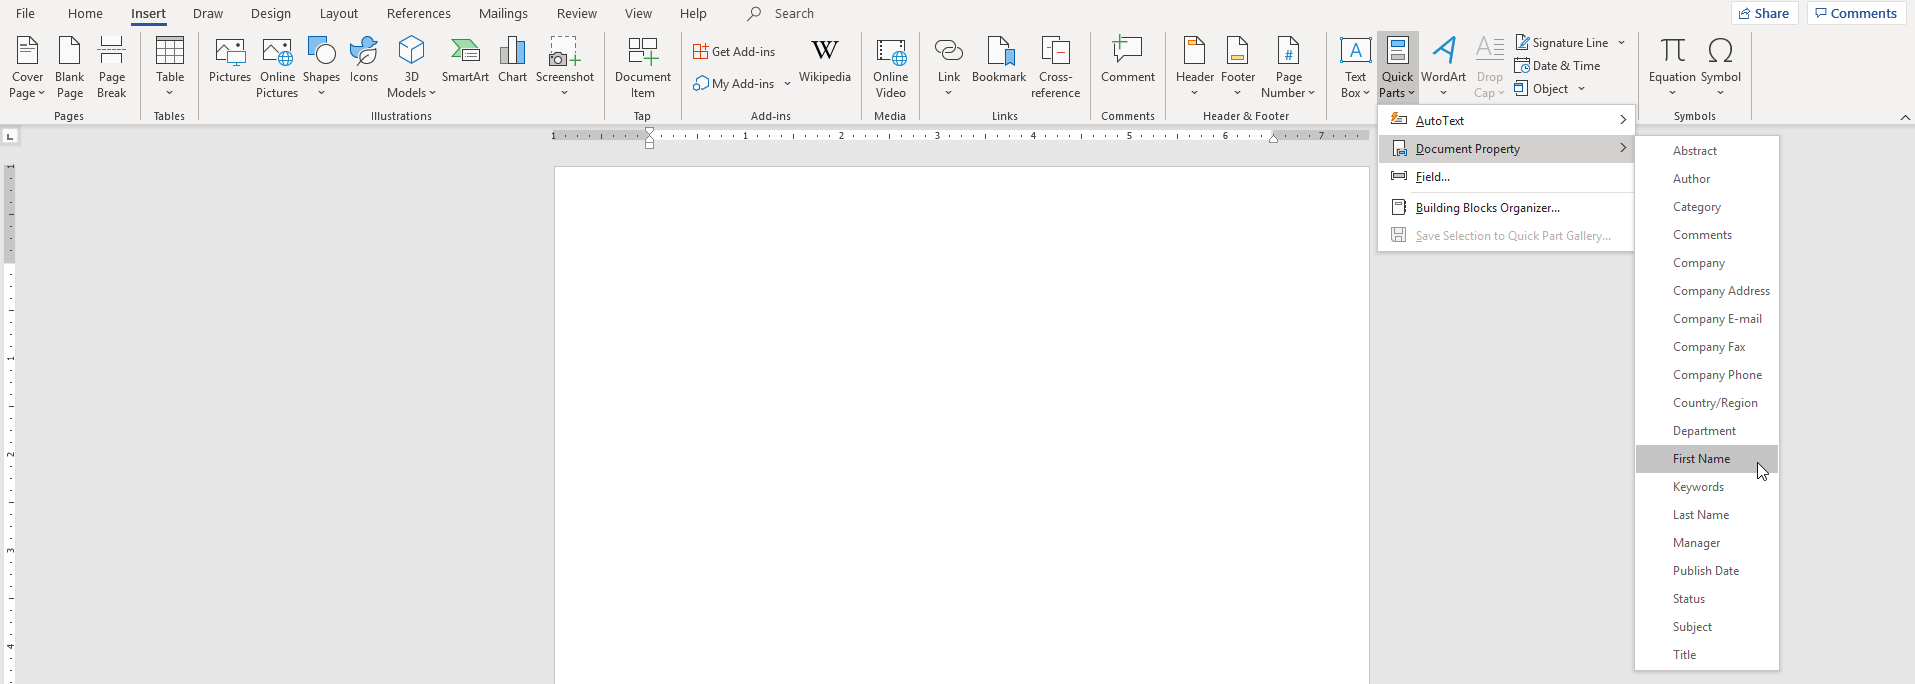 File Home Insert Draw Design Layout References Mailings Review View Help Search Share Comments
Cover Page
Blank Page
Page Break
Pages
Table
Tables
Pictures
Online Pictures
Shapes
Icons
3D Models
SmartArt
Chart
Screenshot
Illustrations
Document Item
Tap
Get Add-ins
My Add-ins
W
Wikipedia
Add-ins
Online Video
Media
Link
Bookmark
Cross-reference
Links
Comment
Comments
Header
Footer
#
Page Number
Header & Footer
A
Text Box
Quick Parts
A
WordArt
A
Drop Cap
Signature Line
Date & Time
Object
π
Equation
Ω
Symbol
Symbols
L
1 1 2 3 4 5 6 7
1
1
2
3
4
AutoText
Document Property
Field...
Building Blocks Organizer...
Save Selection to Quick Part Gallery...
Abstract
Author
Category
Comments
Company
Company Address
Company E-mail
Company Fax
Company Phone
Country/Region
Department
First Name
Keywords
Last Name
Manager
Publish Date
Status
Subject
Title